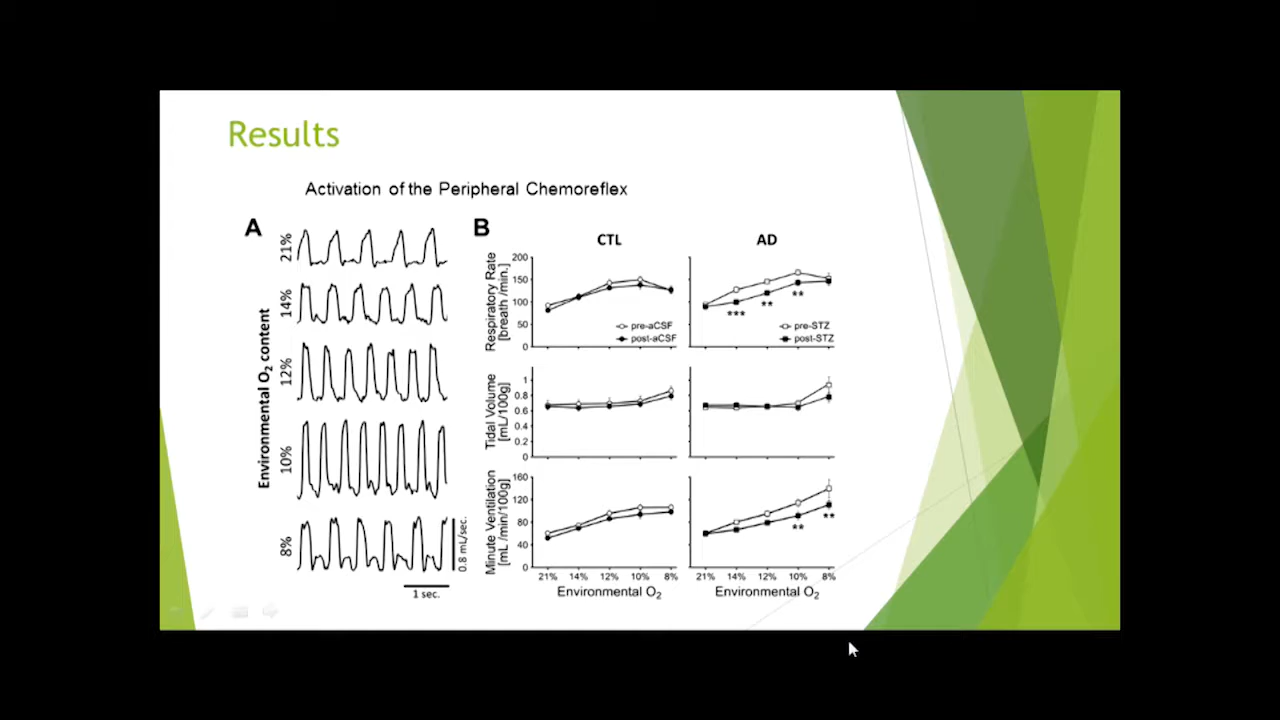 Results
Activation of the Peripheral Chemoreflex
A
Environmental O2 content
21%
14%
12%
10%
8%
0.8 mL/sec.
1 sec.
B
CTL
AD
Respiratory Rate
[breath /min.]
200
150
100
50
0
pre-aCSF
post-aCSF
***
**
**
pre-STZ
post-STZ
Tidal Volume
[mL/100g]
1
0.8
0.6
0.4
0.2
0
Minute Ventilation
[mL /min/100g]
160
120
80
40
0
**
**
21% 14% 12% 10% 8%
21% 14% 12% 10% 8%
Environmental O2
Environmental O2